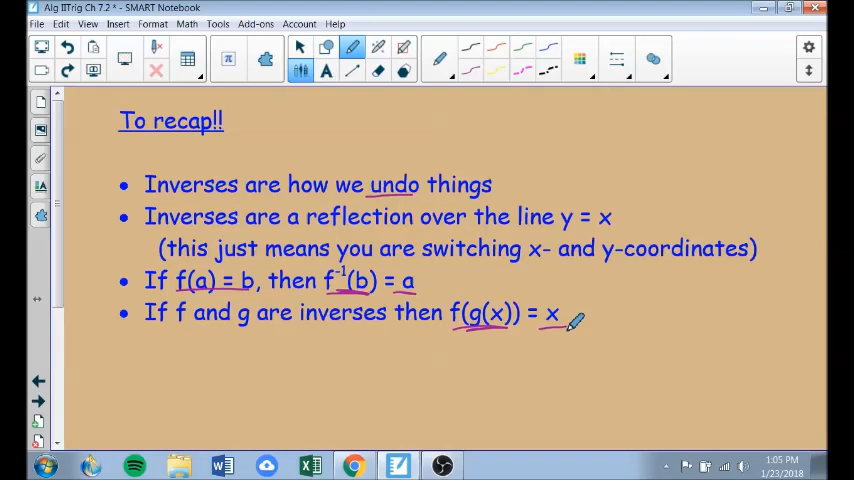 Alg IITrig Ch 7.2 * - SMART Notebook
File Edit View Insert Format Math Tools Add-ons Account Help
To recap!!
• Inverses are how we undo things
• Inverses are a reflection over the line y = x
(this just means you are switching x- and y-coordinates)
• If f(a) = b, then f⁻¹(b) = a
• If f and g are inverses then f(g(x)) = x
1:05 PM
1/23/2018